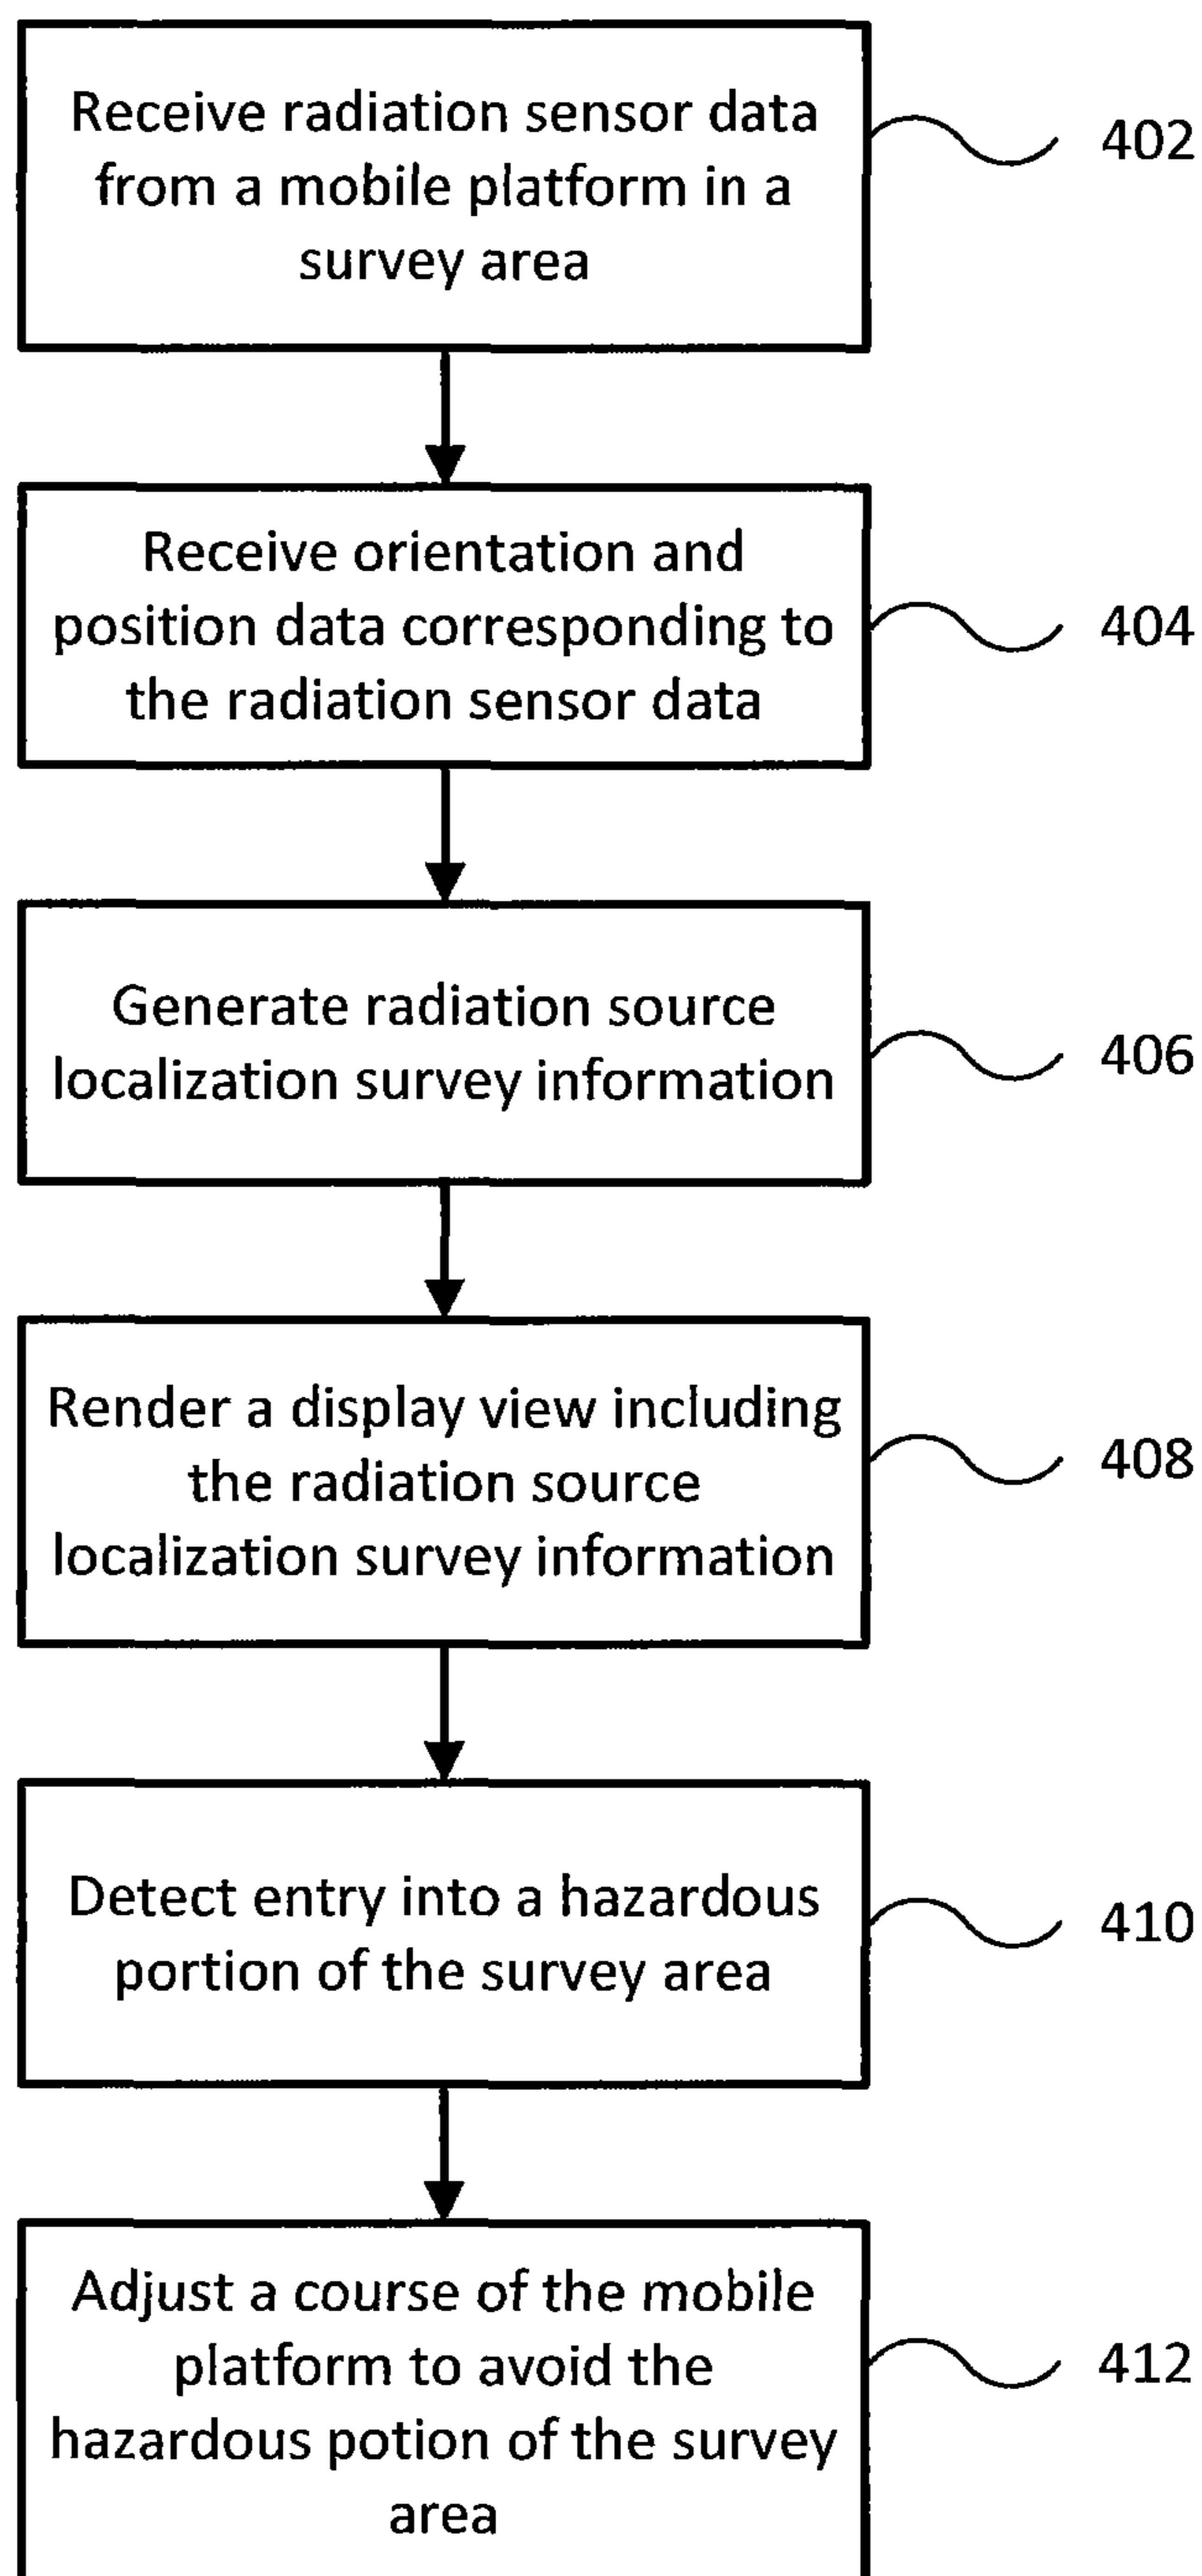 Receive radiation sensor data
from a mobile platform in a
survey area
402
Receive orientation and
position data corresponding to
the radiation sensor data
404
Generate radiation source
localization survey information
406
Render a display view including
the radiation source
localization survey information
408
Detect entry into a hazardous
portion of the survey area
410
Adjust a course of the mobile
platform to avoid the
hazardous potion of the survey
area
412